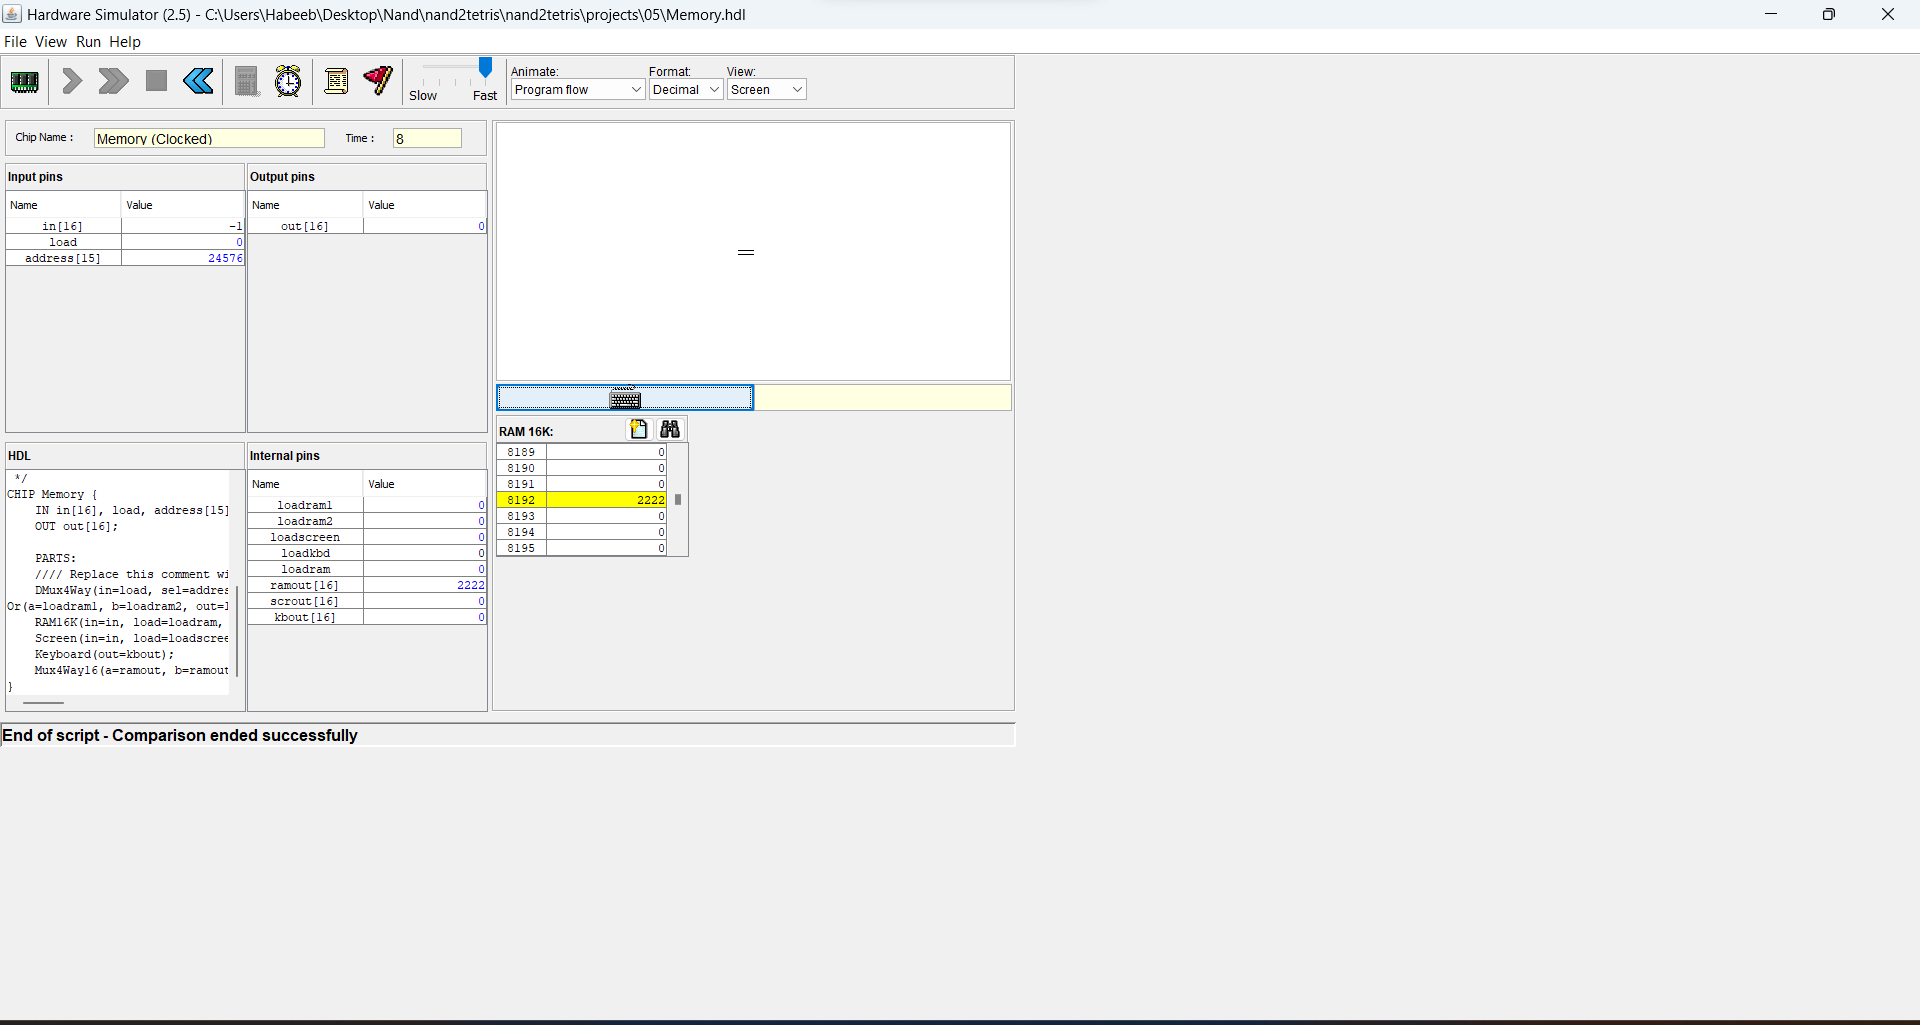 Hardware Simulator (2.5) - C:\Users\Habeeb\Desktop\Nand\nand2tetris\nand2tetris\projects\05\Memory.hdl
File View Run Help
Animate: Format: View:
Program flow Decimal Screen
Slow Fast
Chip Name : Memory (Clocked) Time : 8
Input pins
Name Value
in[16] -1
load 0
address[15] 24576
Output pins
Name Value
out[16] 0
HDL
*/
CHIP Memory {
IN in[16], load, address[15]
OUT out[16];
PARTS:
//// Replace this comment wi
DMux4Way(in=load, sel=addres
Or(a=loadram1, b=loadram2, out=l
RAM16K(in=in, load=loadram,
Screen(in=in, load=loadscree
Keyboard(out=kbout);
Mux4Way16(a=ramout, b=ramout
}
Internal pins
Name Value
loadram1 0
loadram2 0
loadscreen 0
loadkbd 0
loadram 0
ramout[16] 2222
scrout[16] 0
kbout[16] 0
RAM 16K:
8189 0
8190 0
8191 0
8192 2222
8193 0
8194 0
8195 0
End of script - Comparison ended successfully